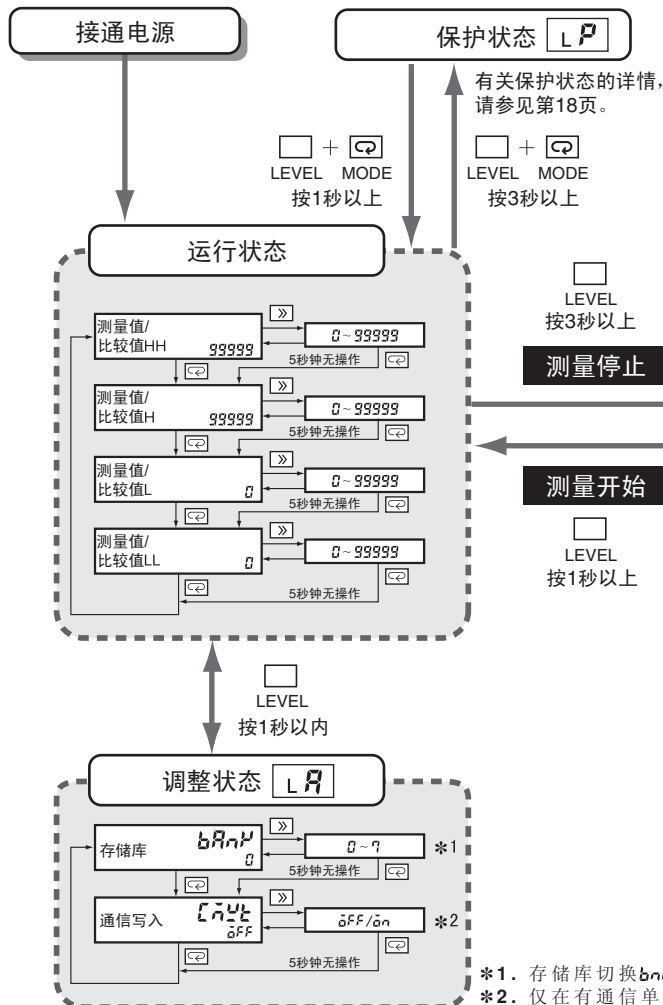 接通电源
保护状态 LP
有关保护状态的详情,
请参见第18页。
+
LEVEL MODE
按1秒以上
+
LEVEL MODE
按3秒以上
运行状态
测量值/
比较值HH 99999
0~99999
5秒钟无操作
测量值/
比较值H 99999
0~99999
5秒钟无操作
测量值/
比较值L 0
0~99999
5秒钟无操作
测量值/
比较值LL 0
0~99999
5秒钟无操作
LEVEL
按3秒以上
测量停止
测量开始
LEVEL
按1秒以上
LEVEL
按1秒以内
调整状态 LA
存储库 bAnK
0
0~7
*1
5秒钟无操作
通信写入 CMWt
oFF
oFF/on
*2
5秒钟无操作
*1. 存储库切换
*2. 仅在有通信单